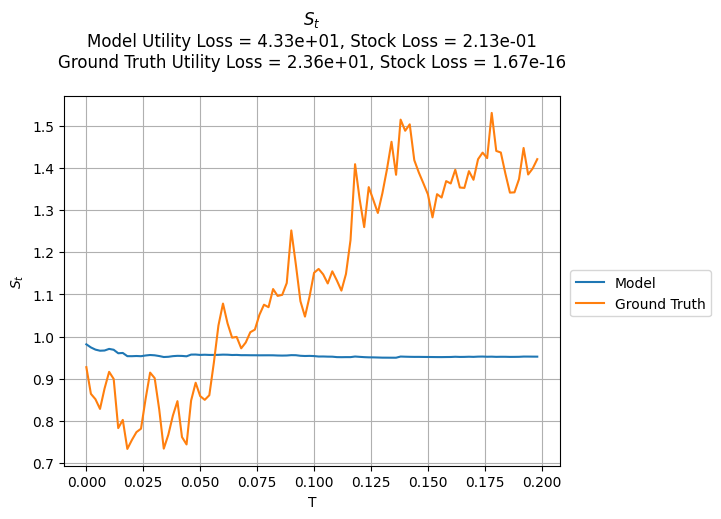 S_t
Model Utility Loss = 4.33e+01, Stock Loss = 2.13e-01
Ground Truth Utility Loss = 2.36e+01, Stock Loss = 1.67e-16
1.5
1.4
1.3
1.2
1.1
1.0
0.9
0.8
0.7
S_t
0.000 0.025 0.050 0.075 0.100 0.125 0.150 0.175 0.200
T
Model
Ground Truth